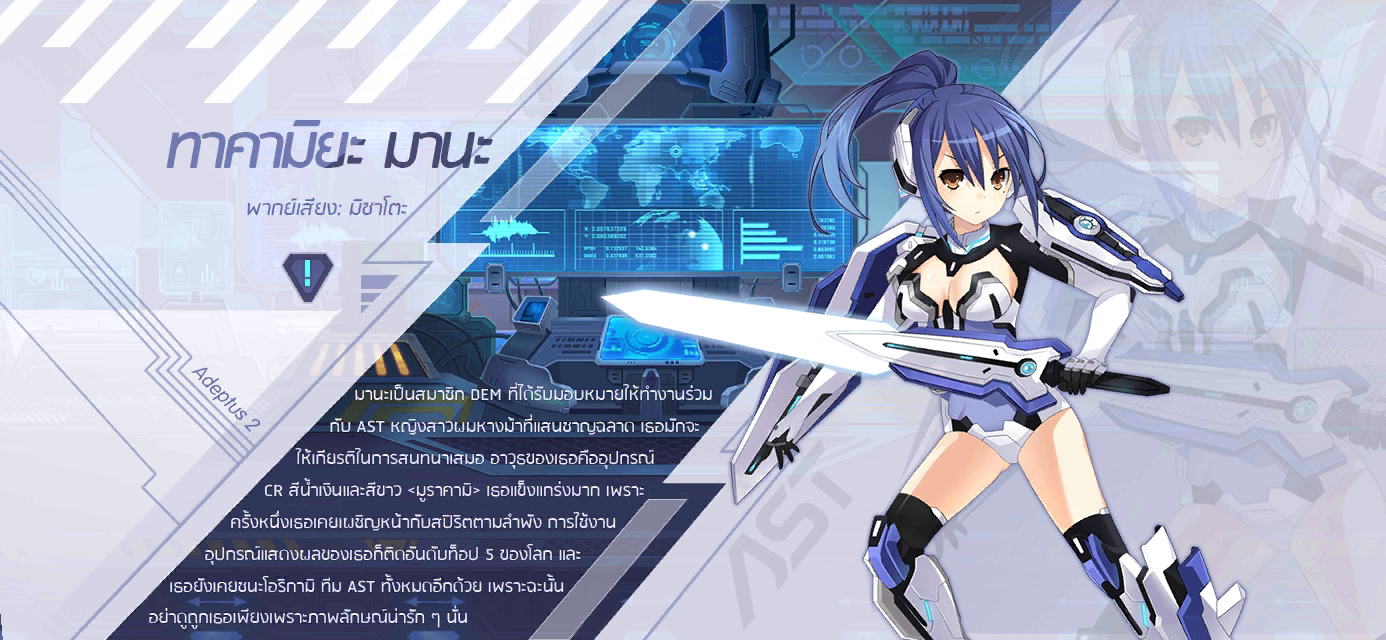 ทาคามิยะ มานะ
พากย์เสียง: มิซาโตะ
Adeptus 2
มานะเป็นสมาชิก DEM ที่ได้รับมอบหมายให้ทำงานร่วม
กับ AST หญิงสาวผมหางม้าที่แสนชาญฉลาด เธอมักจะ
ให้เกียรติในการสนทนาเสมอ อาวุธของเธอคืออุปกรณ์
CR สีน้ำเงินและสีขาว <มูราคามิ> เธอแข็งแกร่งมาก เพราะ
ครั้งหนึ่งเธอเคยเผชิญหน้ากับสปิริตตามลำพัง การใช้งาน
อุปกรณ์แสดงผลของเธอก็ติดอันดับท็อป 5 ของโลก และ
เธอยังเคยชนะโอริกามิ ทีม AST ทั้งหมดอีกด้วย เพราะฉะนั้น
อย่าดูถูกเธอเพียงเพราะภาพลักษณ์น่ารัก ๆ นั่น
AST